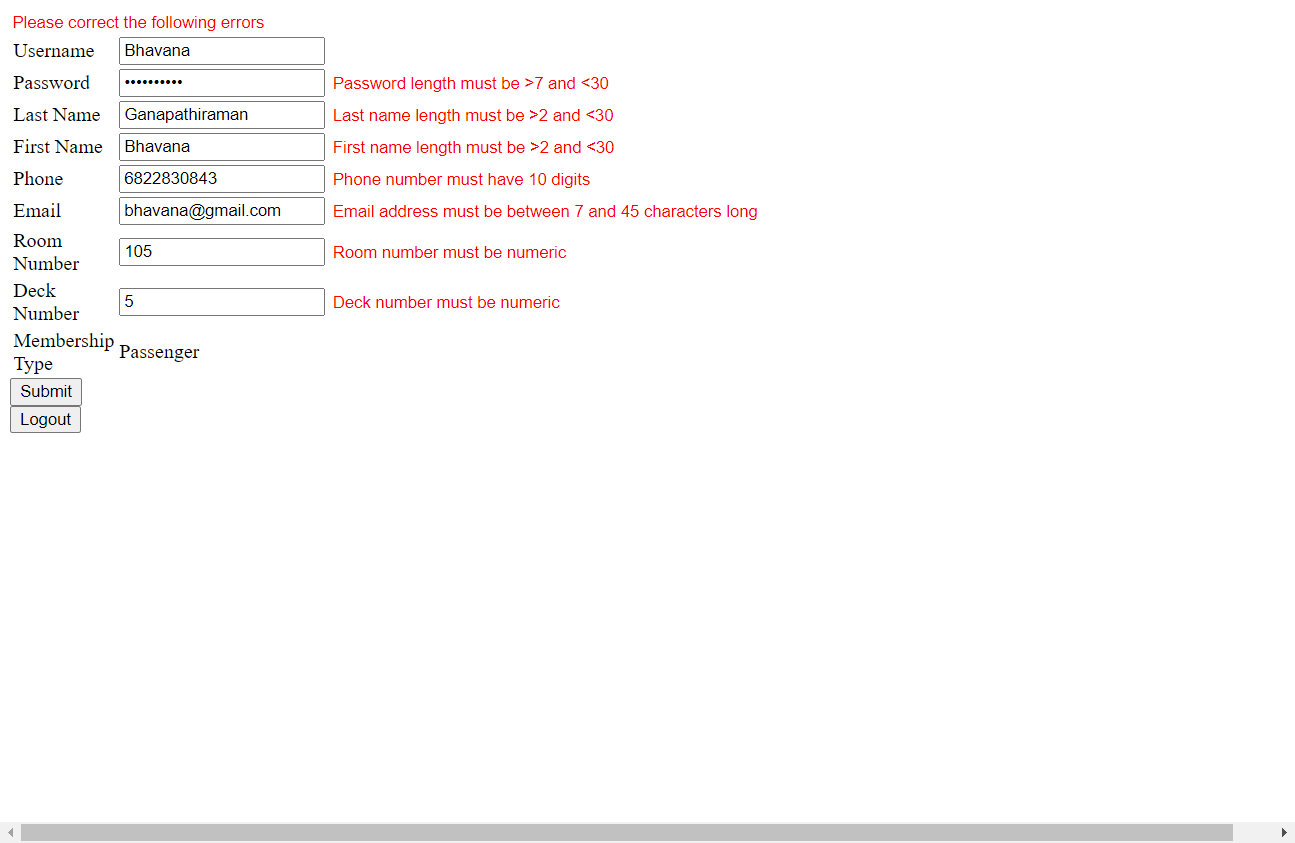 Please correct the following errors
Username Bhavana
Password •••••••••• Password length must be >7 and <30
Last Name Ganapathiraman Last name length must be >2 and <30
First Name Bhavana First name length must be >2 and <30
Phone 6822830843 Phone number must have 10 digits
Email bhavana@gmail.com Email address must be between 7 and 45 characters long
Room
Number 105 Room number must be numeric
Deck
Number 5 Deck number must be numeric
Membership
Type Passenger
Submit
Logout